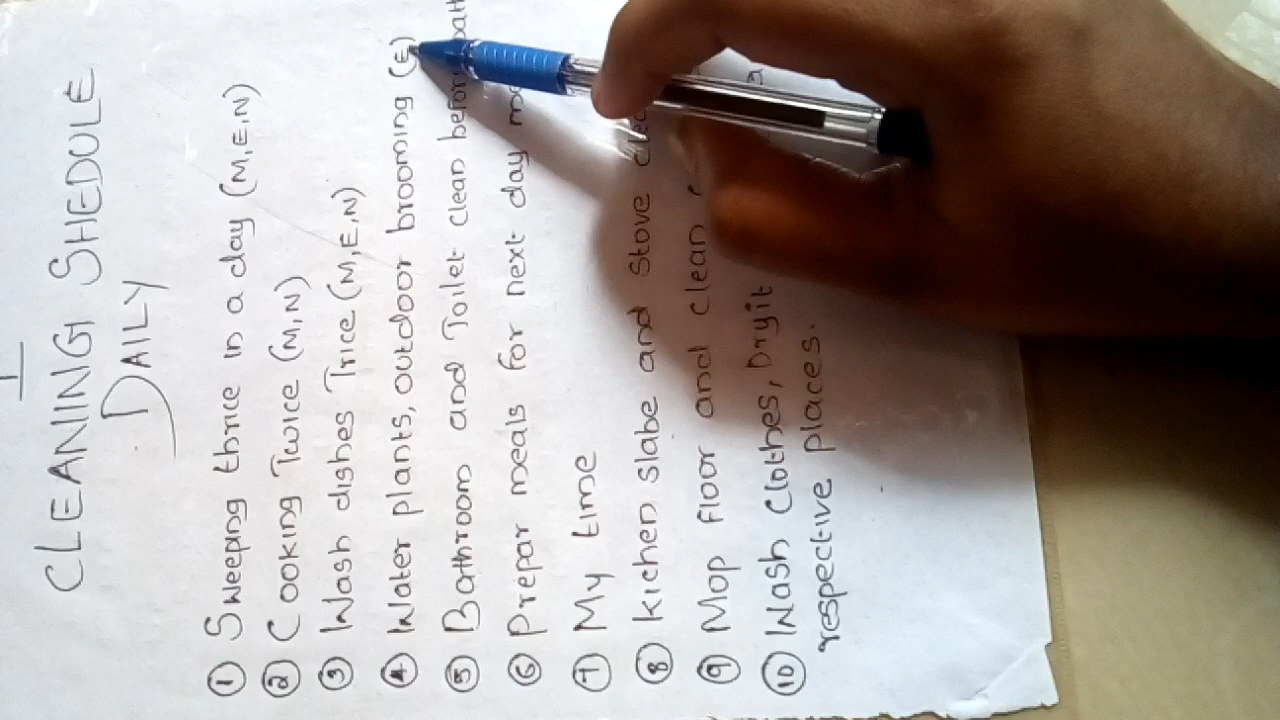 I
CLEANING SHEDULE
DAILY
① Sweeping thrice in a day (M,E,N)
② Cooking Twice (M,N)
③ Wash dishes Trice (M,E,N)
④ Water plants, outdoor brooming (E)
⑤ Bathroom and Toilet clean
⑥ Prepar meals for next day
⑦ My time
⑧ kichen slabe and stove
⑨ Mop floor and clean
⑩ Wash clothes, Dry it
respective places.